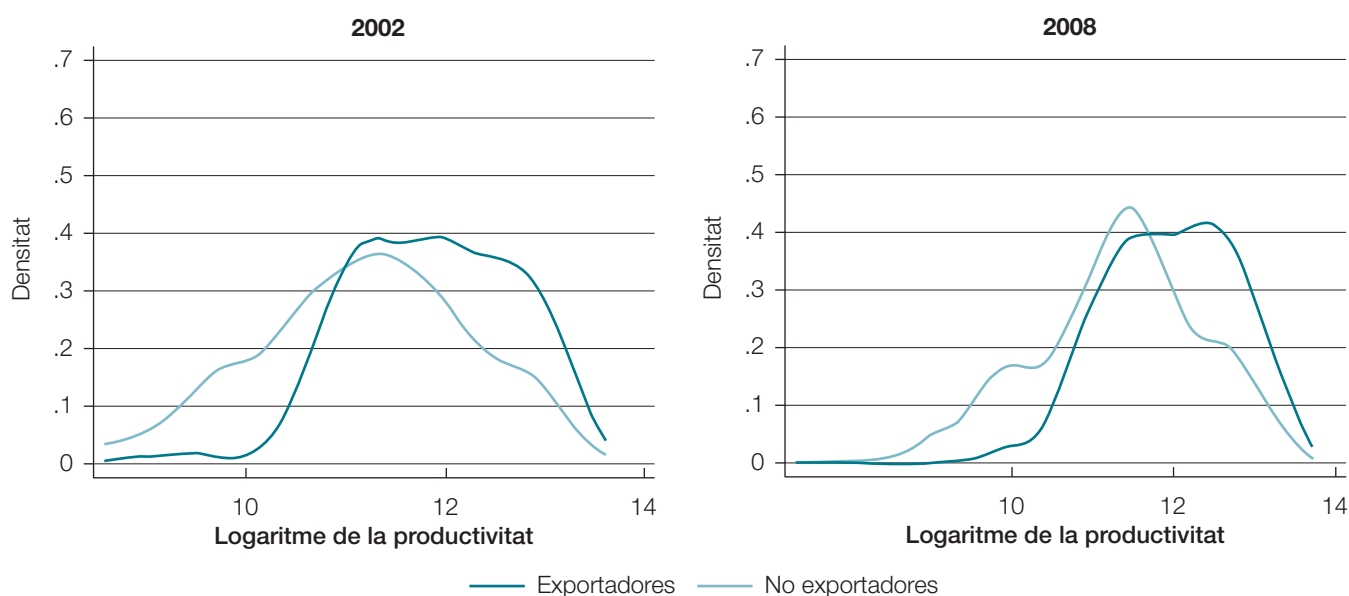 2002
.7
.6
.5
.4
.3
.2
.1
0
Densitat
10 12 14
Logaritme de la productivitat
2008
.7
.6
.5
.4
.3
.2
.1
0
Densitat
10 12 14
Logaritme de la productivitat
Exportadores No exportadores